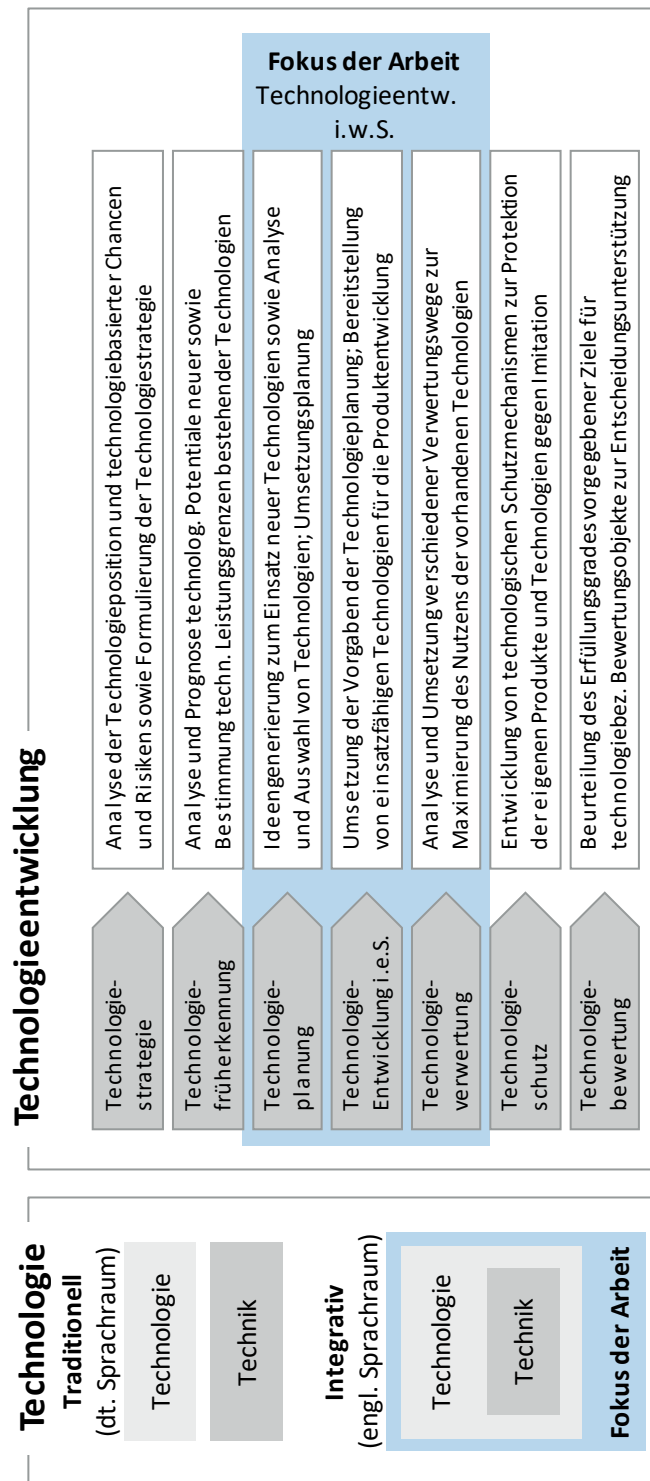 Technologie
Traditionell
(dt. Sprachraum)
Technologie
Technik
Integrativ
(engl. Sprachraum)
Technologie
Technik
Fokus der Arbeit
Technologieentwicklung
Technologie-
strategie
Analyse der Technologieposition und technologiebasierter Chancen
und Risiken sowie Formulierung der Technologiestrategie
Technologie-
früherkennung
Analyse und Prognose technolog. Potentiale neuer sowie
Bestimmung techn. Leistungsgrenzen bestehender Technologien
Technologie-
planung
Ideengenerierung zum Einsatz neuer Technologien sowie Analyse
und Auswahl von Technologien; Umsetzungsplanung
Technologie-
Entwicklung i.e.S.
Umsetzung der Vorgaben der Technologieplanung; Bereitstellung
von einsatzfähigen Technologien für die Produktentwicklung
Technologie-
verwertung
Analyse und Umsetzung verschiedener Verwertungswege zur
Maximierung des Nutzens der vorhandenen Technologien
Technologie-
schutz
Entwicklung von technologischen Schutzmechanismen zur Protektion
der eigenen Produkte und Technologien gegen Imitation
Technologie-
bewertung
Beurteilung des Erfüllungsgrades vorgegebener Ziele für
technologiebez. Bewertungsobjekte zur Entscheidungsunterstützung
Fokus der Arbeit
Technologieentw.
i.w.S.